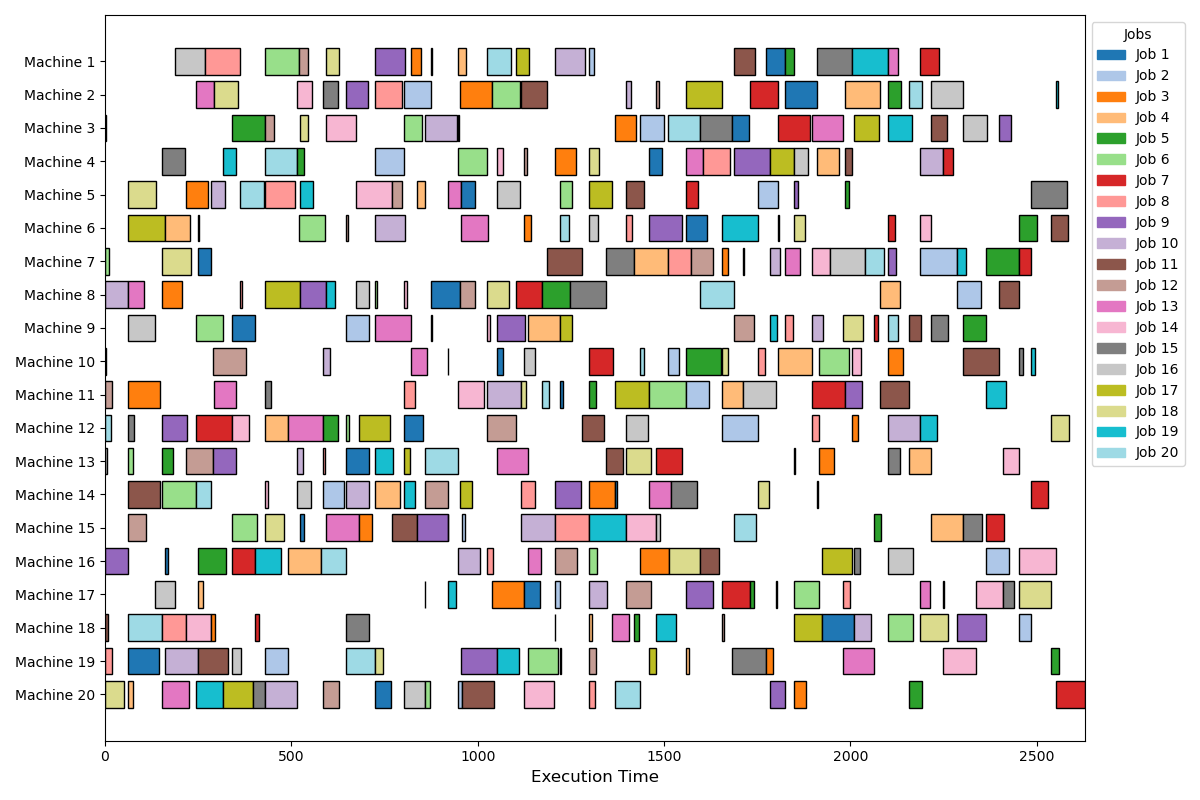 Machine 1
Machine 2
Machine 3
Machine 4
Machine 5
Machine 6
Machine 7
Machine 8
Machine 9
Machine 10
Machine 11
Machine 12
Machine 13
Machine 14
Machine 15
Machine 16
Machine 17
Machine 18
Machine 19
Machine 20
0
500
1000
1500
2000
2500
Execution Time
Jobs
Job 1
Job 2
Job 3
Job 4
Job 5
Job 6
Job 7
Job 8
Job 9
Job 10
Job 11
Job 12
Job 13
Job 14
Job 15
Job 16
Job 17
Job 18
Job 19
Job 20